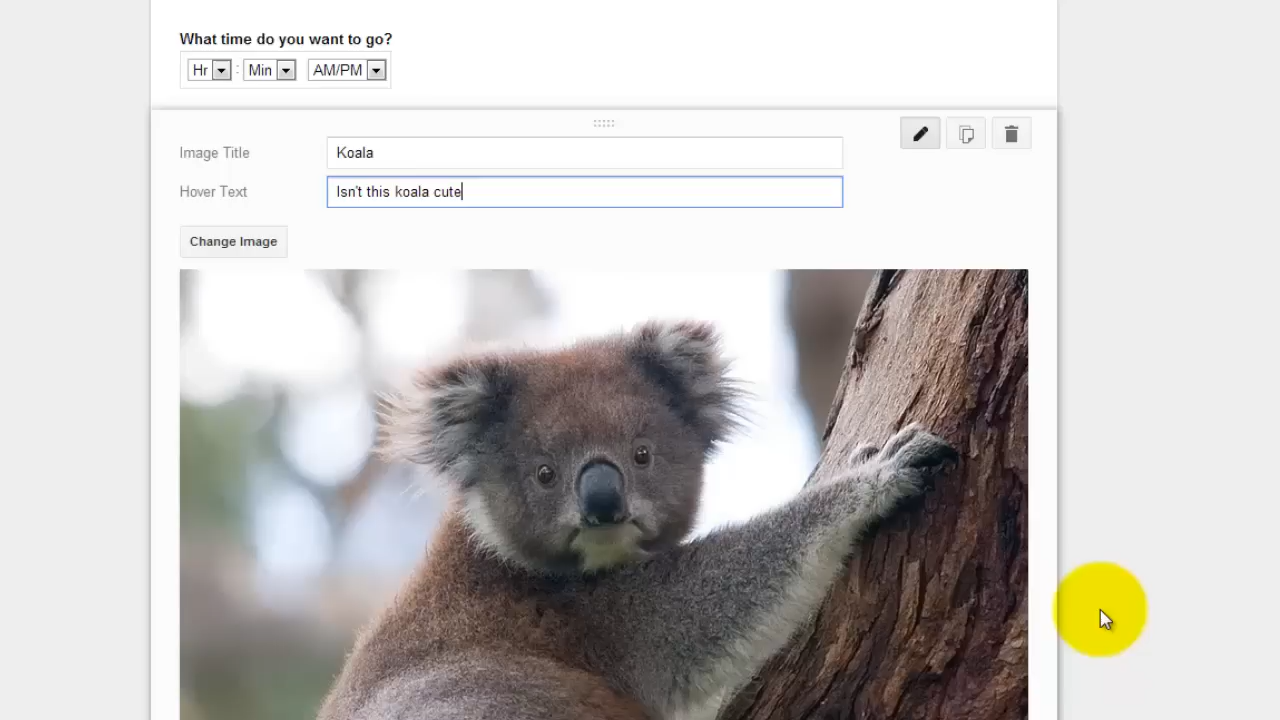 What time do you want to go?
Hr : Min AM/PM
Image Title Koala
Hover Text Isn't this koala cute
Change Image